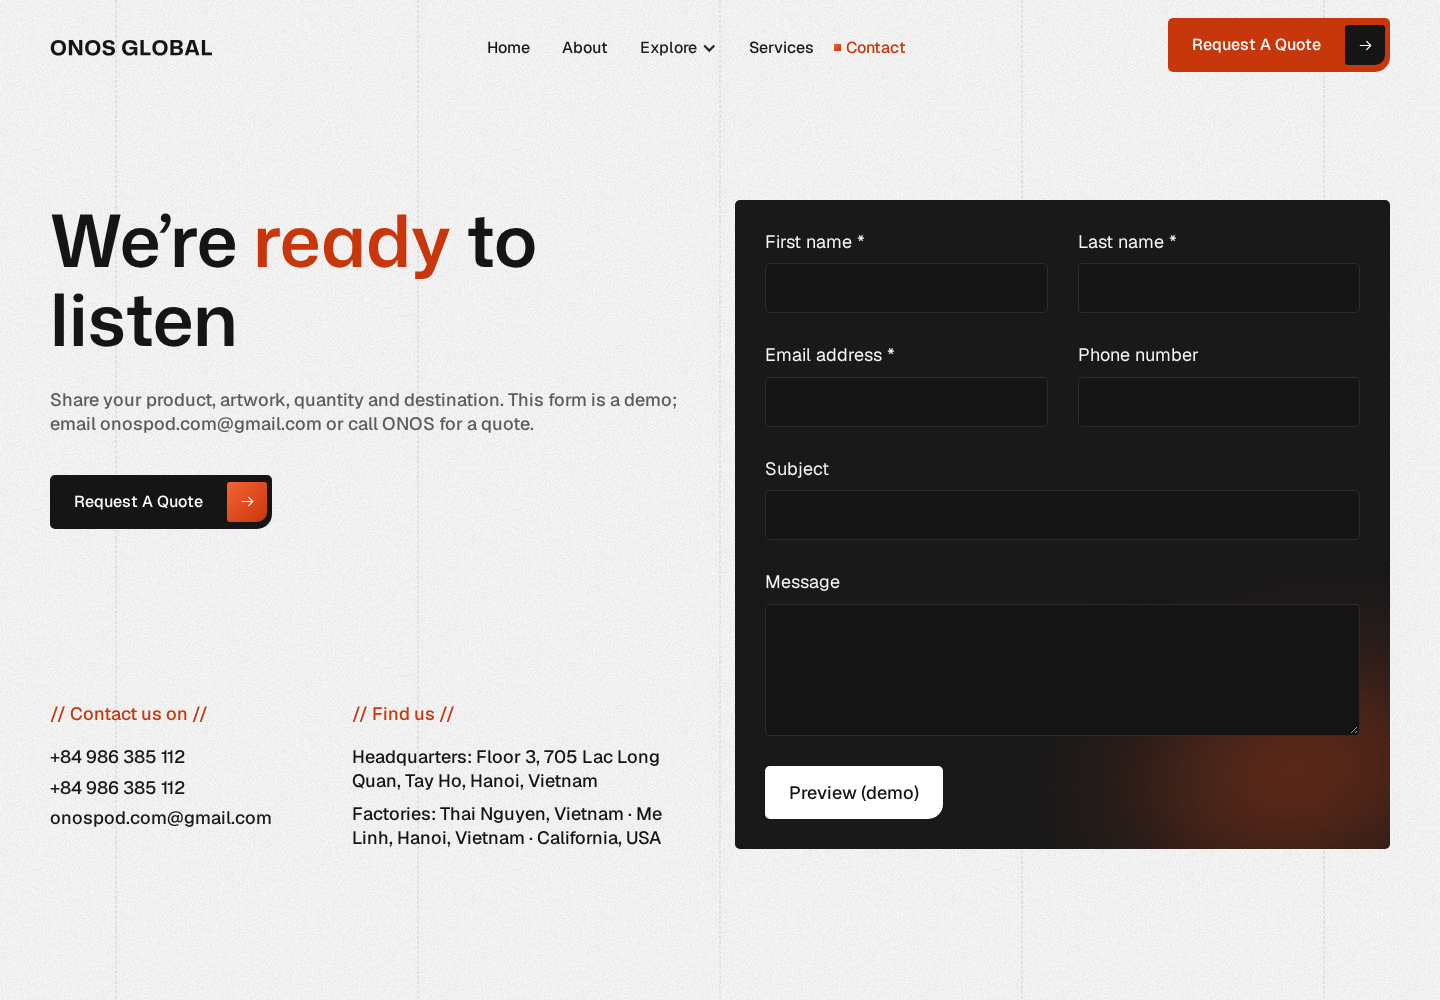 ONOS GLOBAL
Home
About
Explore
Services
Contact
Request A Quote
We’re ready to
listen
Share your product, artwork, quantity and destination. This form is a demo;
email onospod.com@gmail.com or call ONOS for a quote.
Request A Quote
// Contact us on //
+84 986 385 112
+84 986 385 112
onospod.com@gmail.com
// Find us //
Headquarters: Floor 3, 705 Lac Long
Quan, Tay Ho, Hanoi, Vietnam
Factories: Thai Nguyen, Vietnam · Me
Linh, Hanoi, Vietnam · California, USA
First name *
Last name *
Email address *
Phone number
Subject
Message
Preview (demo)